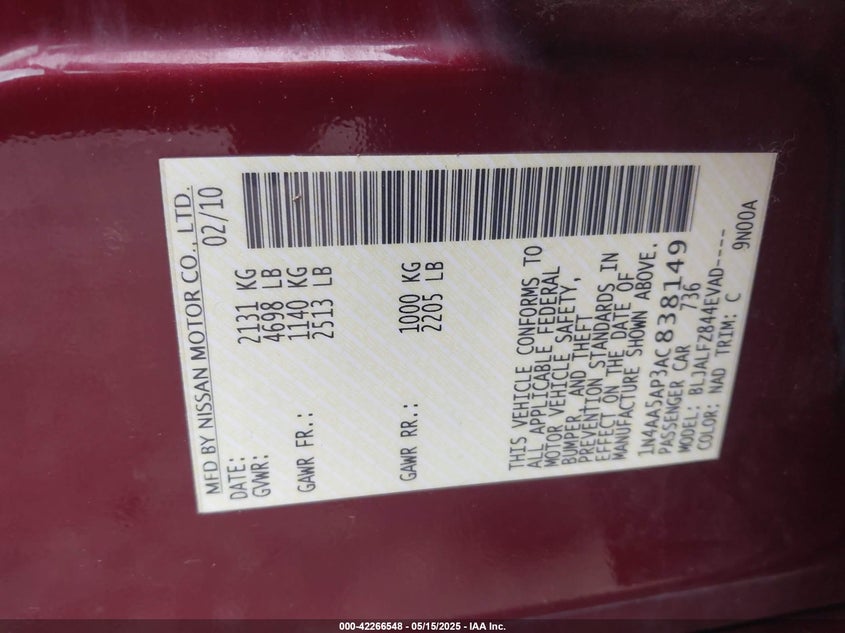 MFD BY NISSAN MOTOR CO., LTD.
DATE: 02/10
GVWR: 2131 KG
4698 LB
GAWR FR.: 1140 KG
2513 LB
GAWR RR.: 1000 KG
2205 LB
THIS VEHICLE CONFORMS TO
ALL APPLICABLE FEDERAL
MOTOR VEHICLE SAFETY,
BUMPER, AND THEFT
PREVENTION STANDARDS IN
EFFECT ON THE DATE OF
MANUFACTURE SHOWN ABOVE.
1N4AA5AP3AC838149
PASSENGER CAR 736
MODEL: BLJALFZ844EVAD----
COLOR: NAD TRIM: C 9N00A
000-42266548 - 05/15/2025 - IAA Inc.